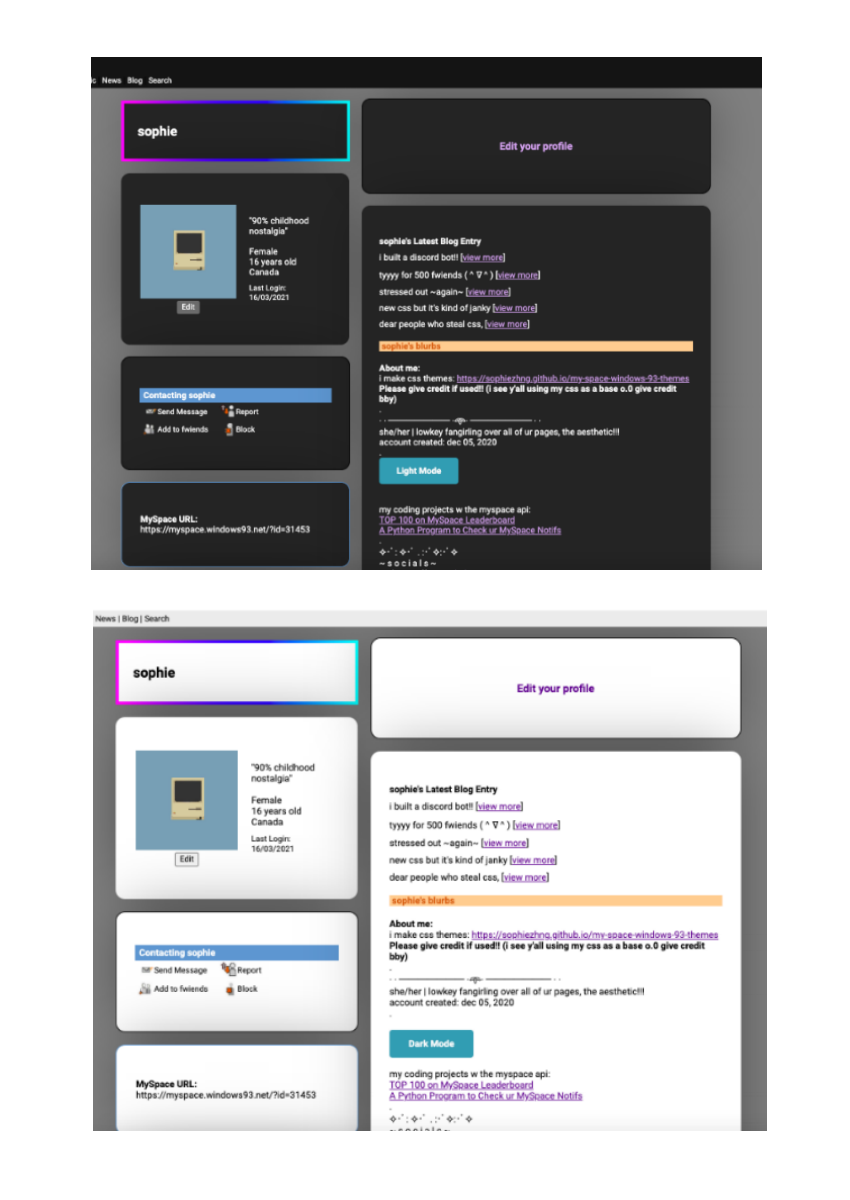 News Blog Search
sophie
"90% childhood
nostalgia"
Female
16 years old
Canada
Last Login:
16/03/2021
Edit
Contacting sophie
Send Message Report
Add to fwiends Block
MySpace URL:
https://myspace.windows93.net/?id=31453
Edit your profile
sophie's Latest Blog Entry
i built a discord bot!! [view more]
tyyy for 500 fwiends ( ^ ∇ ^ ) [view more]
stressed out ~again~ [view more]
new css but it's kind of janky [view more]
dear people who steal css, [view more]
sophie's blurbs
About me:
i make css themes: https://sophiezhng.github.io/my-space-windows-93-themes
Please give credit if used!! (i see y'all using my css as a base o.0 give credit
bby)
she/her | lowkey fangirling over all of ur pages, the aesthetic!!!
account created: dec 05, 2020
Light Mode
my coding projects w the myspace api:
TOP 100 on MySpace Leaderboard
A Python Program to Check ur MySpace Notifs
~ s o c i a l s ~
News | Blog | Search
sophie
"90% childhood
nostalgia"
Female
16 years old
Canada
Last Login:
16/03/2021
Edit
Contacting sophie
Send Message Report
Add to fwiends Block
MySpace URL:
https://myspace.windows93.net/?id=31453
Edit your profile
sophie's Latest Blog Entry
i built a discord bot!! [view more]
tyyy for 500 fwiends ( ^ ∇ ^ ) [view more]
stressed out ~again~ [view more]
new css but it's kind of janky [view more]
dear people who steal css, [view more]
sophie's blurbs
About me:
i make css themes: https://sophiezhng.github.io/my-space-windows-93-themes
Please give credit if used!! (i see y'all using my css as a base o.0 give credit
bby)
she/her | lowkey fangirling over all of ur pages, the aesthetic!!!
account created: dec 05, 2020
Dark Mode
my coding projects w the myspace api:
TOP 100 on MySpace Leaderboard
A Python Program to Check ur MySpace Notifs